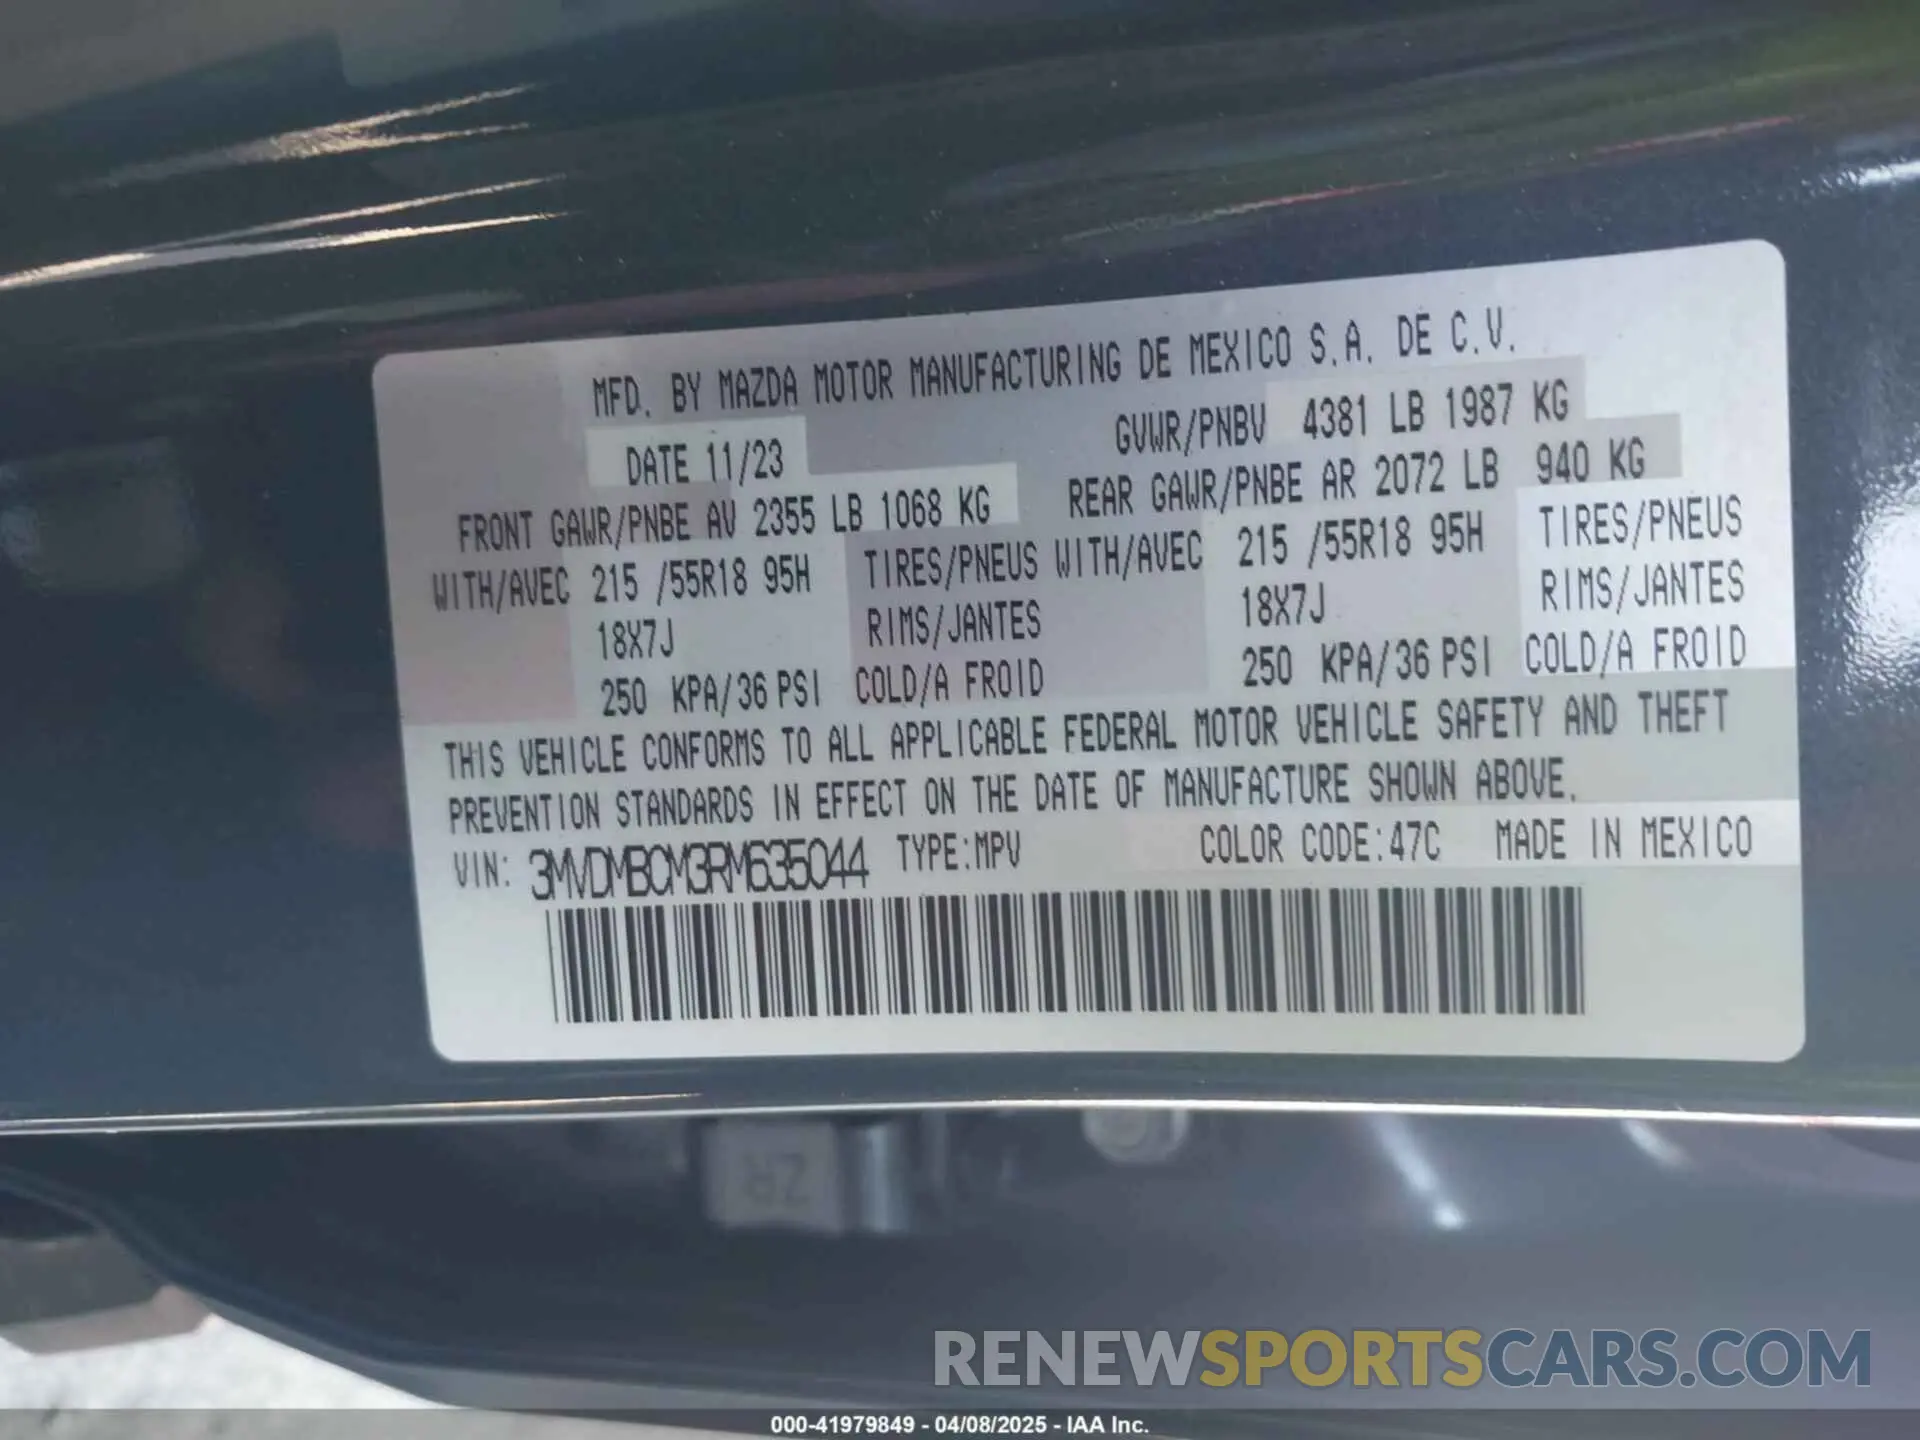 MFD. BY MAZDA MOTOR MANUFACTURING DE MEXICO S.A. DE C.V.
DATE 11/23 GVWR/PNBV 4381 LB 1987 KG
FRONT GAWR/PNBE AV 2355 LB 1068 KG REAR GAWR/PNBE AR 2072 LB 940 KG
WITH/AVEC 215 /55R18 95H TIRES/PNEUS WITH/AVEC 215 /55R18 95H TIRES/PNEUS
18X7J RIMS/JANTES 18X7J RIMS/JANTES
250 KPA/36 PSI COLD/A FROID 250 KPA/36 PSI COLD/A FROID
THIS VEHICLE CONFORMS TO ALL APPLICABLE FEDERAL MOTOR VEHICLE SAFETY AND THEFT
PREVENTION STANDARDS IN EFFECT ON THE DATE OF MANUFACTURE SHOWN ABOVE.
VIN: 3MVDMBCM3RM635044 TYPE:MPV COLOR CODE:47C MADE IN MEXICO
RENEWSPORTSCARS.COM
000-41979849 - 04/08/2025 - IAA Inc.